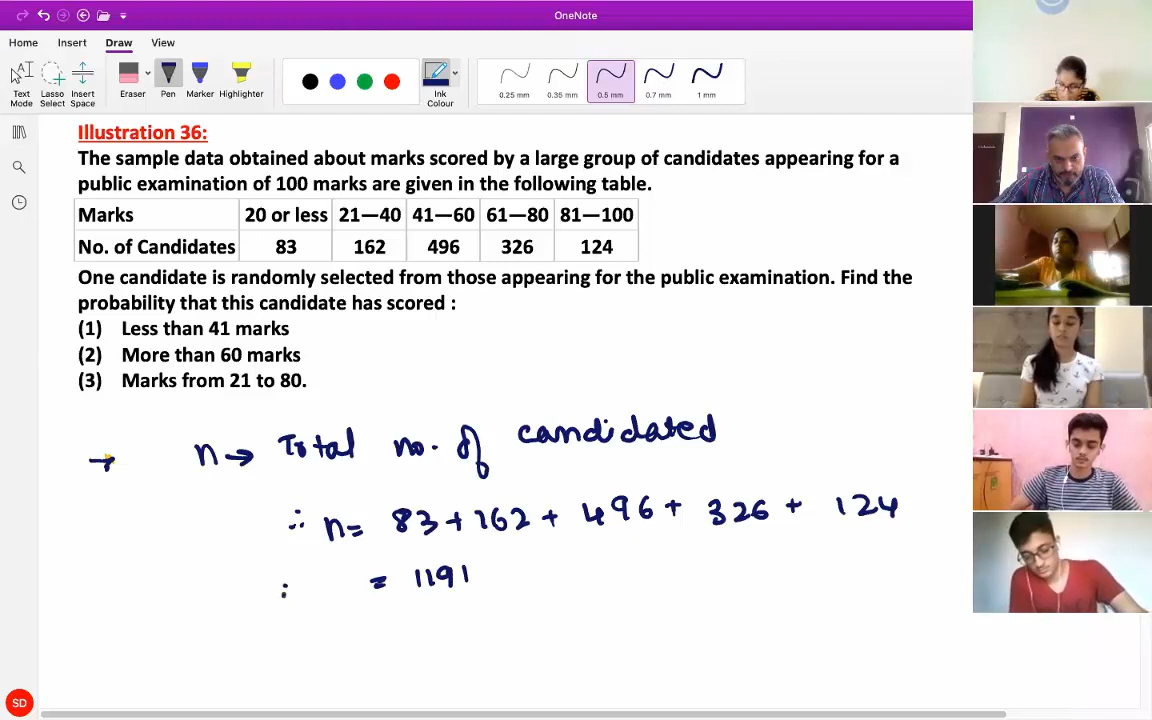 OneNote
Home Insert Draw View
Text Mode Lasso Select Insert Space Eraser Pen Marker Highlighter Ink Colour 0.25 mm 0.35 mm 0.5 mm 0.7 mm 1 mm
Illustration 36:
The sample data obtained about marks scored by a large group of candidates appearing for a
public examination of 100 marks are given in the following table.
Marks 20 or less 21—40 41—60 61—80 81—100
No. of Candidates 83 162 496 326 124
One candidate is randomly selected from those appearing for the public examination. Find the
probability that this candidate has scored :
(1) Less than 41 marks
(2) More than 60 marks
(3) Marks from 21 to 80.
→ n → Total no. of candidated
∴ n = 83 + 162 + 496 + 326 + 124
: = 1191
SD